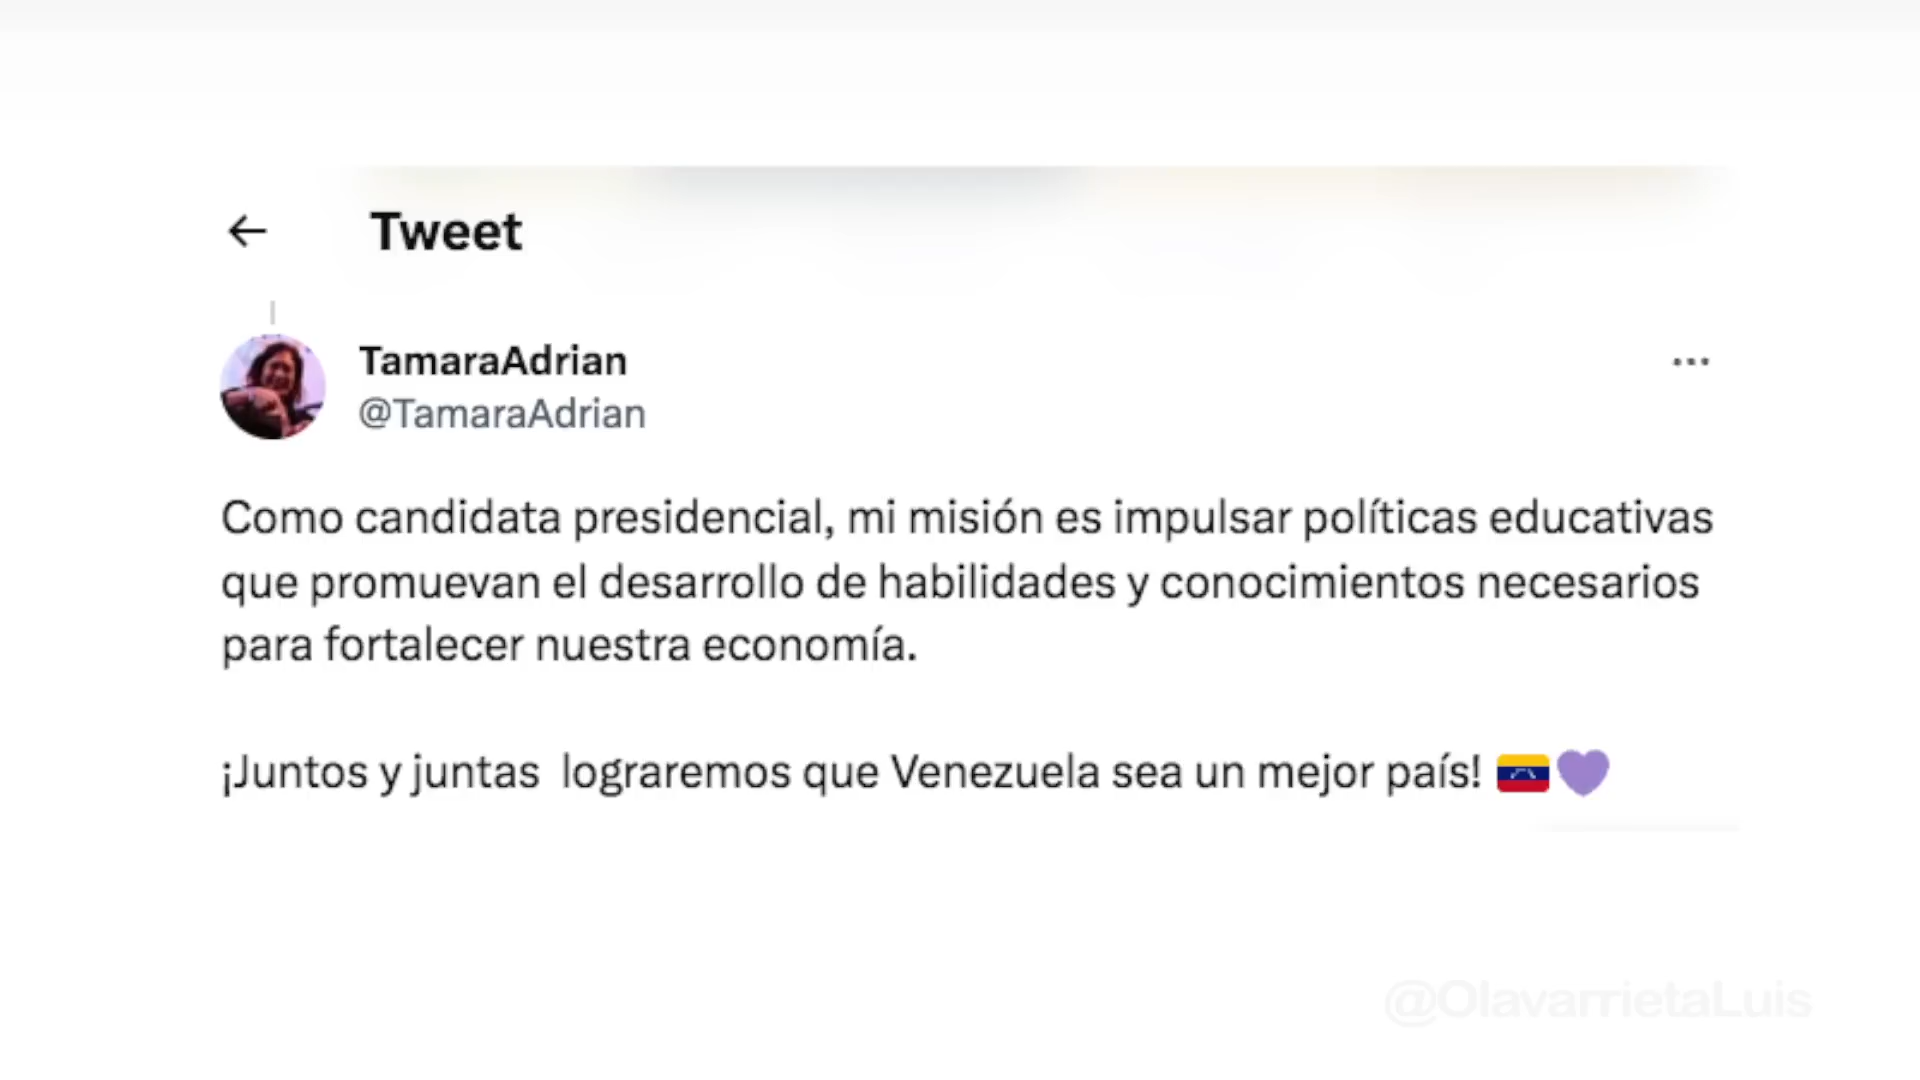 Tweet
TamaraAdrian
@TamaraAdrian
Como candidata presidencial, mi misión es impulsar políticas educativas
que promuevan el desarrollo de habilidades y conocimientos necesarios
para fortalecer nuestra economía.
¡Juntos y juntas  lograremos que Venezuela sea un mejor país! 🇻🇪💜
@OlavarrietaLuis